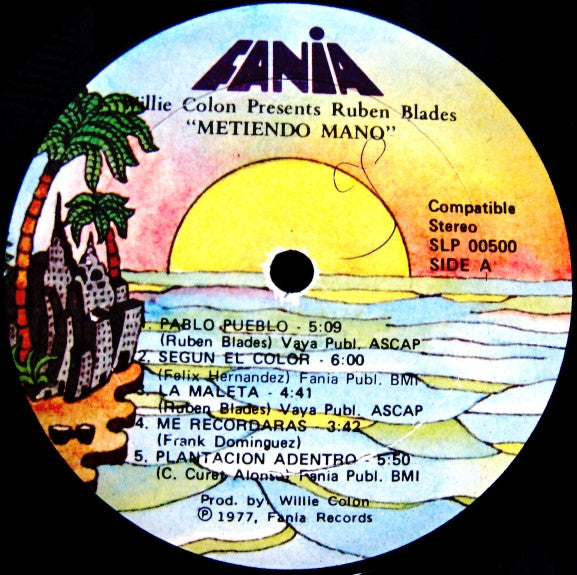 FANIA
Willie Colon Presents Ruben Blades
"METIENDO MANO"
Compatible
Stereo
SLP 00500
SIDE A
1. PABLO PUEBLO - 5:09
(Ruben Blades) Vaya Publ. ASCAP
2. SEGUN EL COLOR - 6:00
(Felix Hernandez) Fania Publ. BMI
3. LA MALETA - 4:41
(Ruben Blades) Vaya Publ. ASCAP
4. ME RECORDARAS - 3:42
(Frank Dominguez)
5. PLANTACION ADENTRO - 5:50
(C. Curet Alonso) Fania Publ. BMI
Prod. by: Willie Colon
℗ 1977, Fania Records